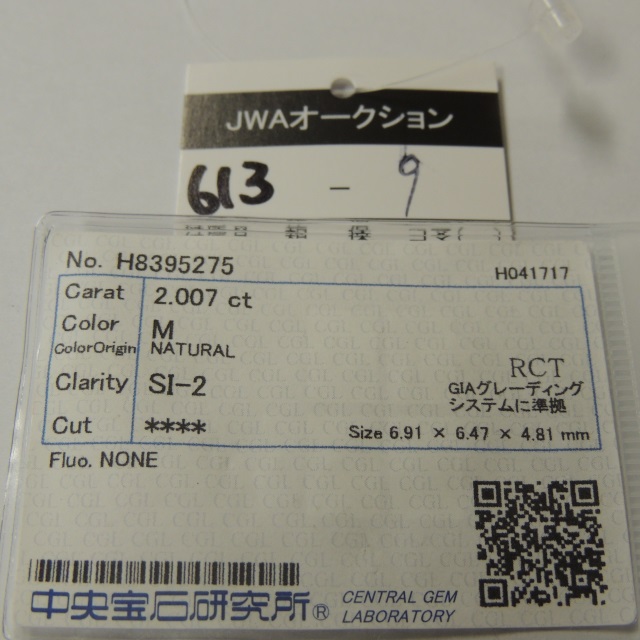 JWAオークション
613 - 9
No. H8395275
H041717
Carat 2.007 ct
Color M
ColorOrigin NATURAL
RCT
Clarity SI-2
GIAグレーディング
システムに準拠
Cut ****
Size 6.91 × 6.47 × 4.81 mm
Fluo. NONE
中央宝石研究所®
CENTRAL GEM
LABORATORY